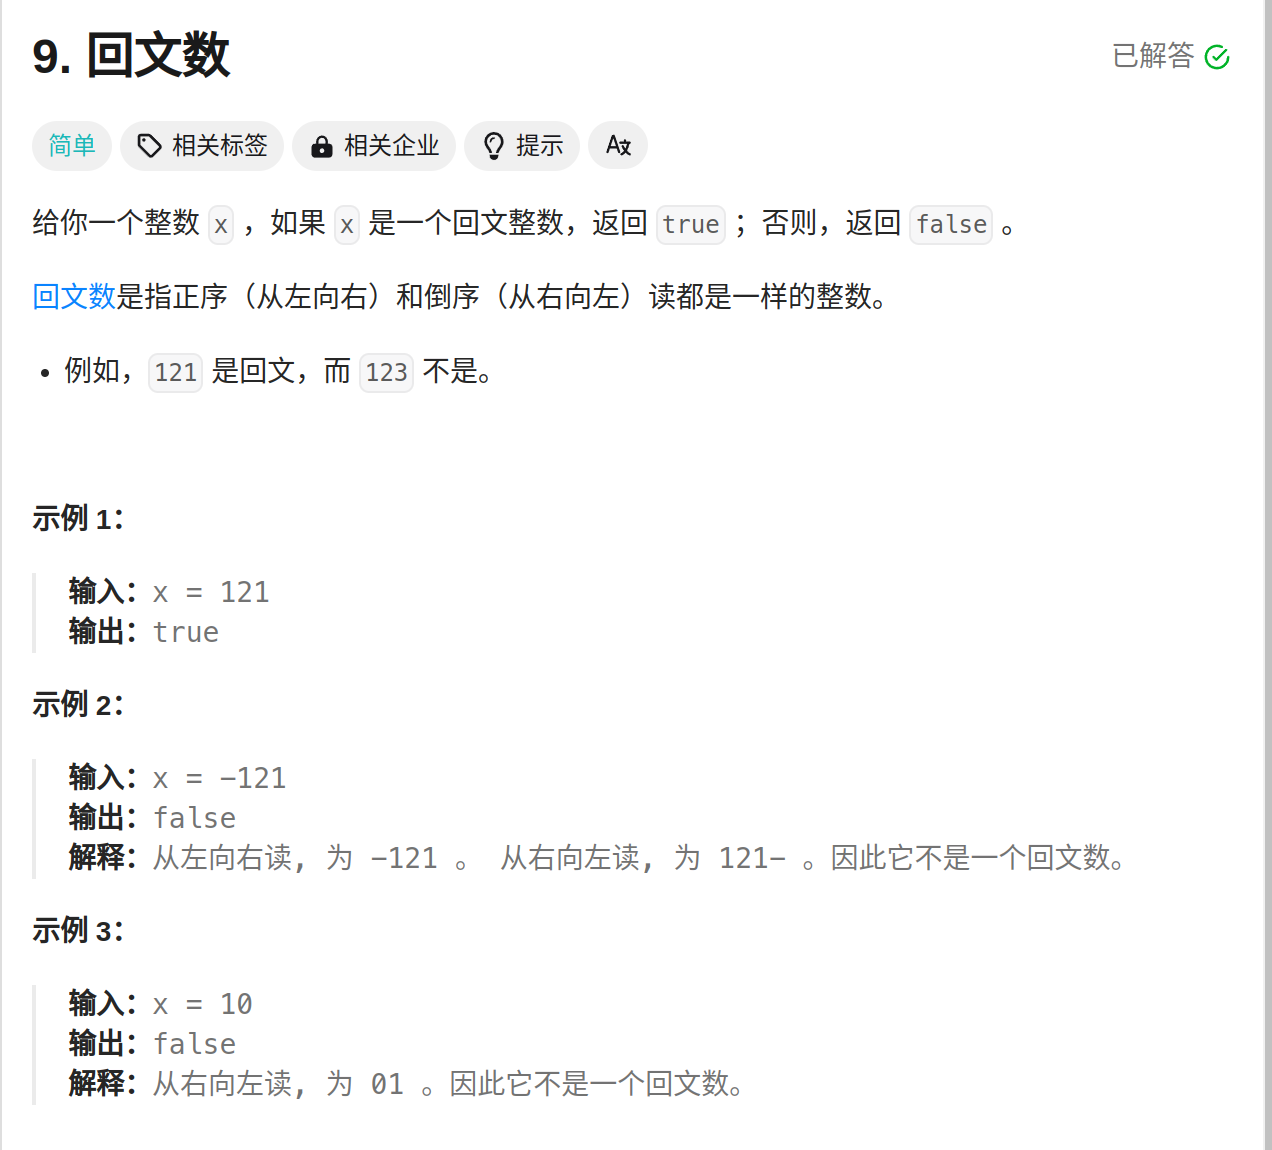 9. 回文数
已解答
简单 相关标签 相关企业 提示
给你一个整数 x ，如果 x 是一个回文整数，返回 true ；否则，返回 false 。
回文数是指正序（从左向右）和倒序（从右向左）读都是一样的整数。
• 例如，121 是回文，而 123 不是。
示例 1：
输入：x = 121
输出：true
示例 2：
输入：x = -121
输出：false
解释：从左向右读, 为 -121 。 从右向左读, 为 121- 。因此它不是一个回文数。
示例 3：
输入：x = 10
输出：false
解释：从右向左读, 为 01 。因此它不是一个回文数。